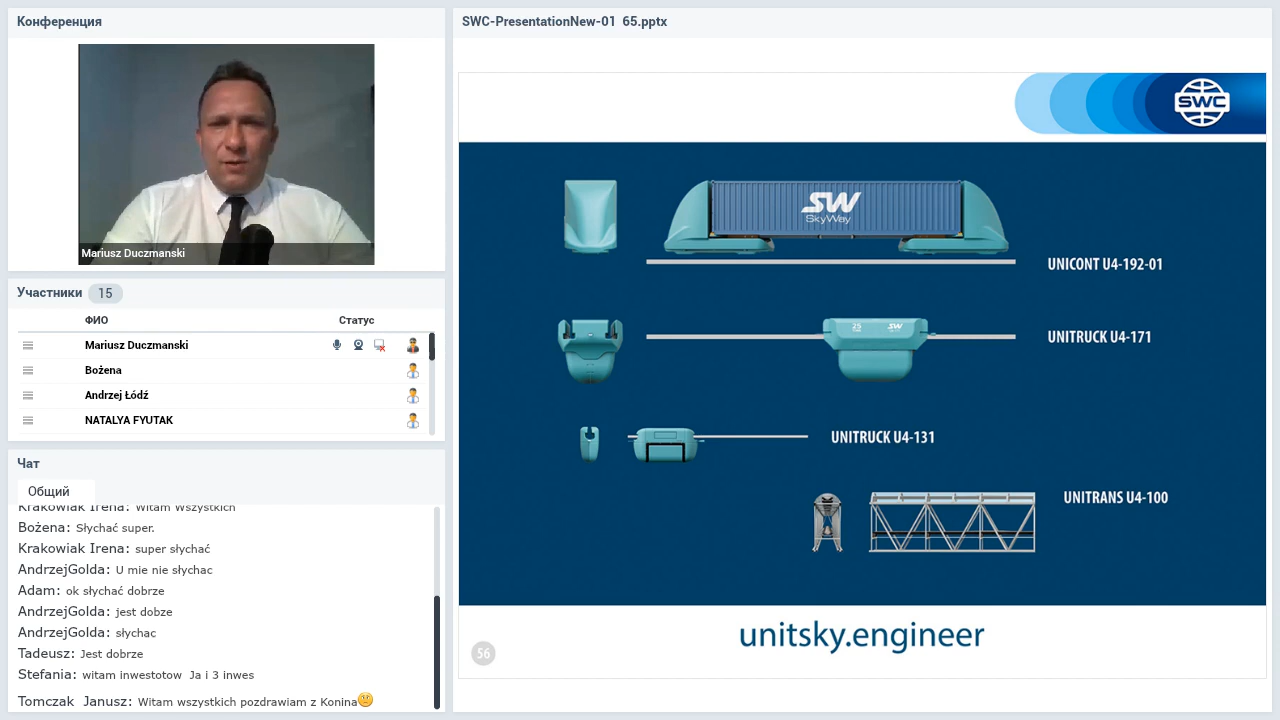 Конференция
Mariusz Duczmanski
Участники 15
ФИО Статус
Mariusz Duczmanski
Bożena
Andrzej Łódź
NATALYA FYUTAK
Чат
Общий
Krakowiak Irena: Witam Wszystkich
Bożena: Słychać super.
Krakowiak Irena: super słychać
AndrzejGolda: U mie nie słychac
Adam: ok słychać dobrze
AndrzejGolda: jest dobze
AndrzejGolda: słychac
Tadeusz: Jest dobrze
Stefania: witam inwestotow Ja i 3 inwes
Tomczak Janusz: Witam wszystkich pozdrawiam z Konina
SWC-PresentationNew-01 65.pptx
SWC
SW
SkyWay
UNICONT U4-192-01
25
SW
UNITRUCK U4-171
UNITRUCK U4-131
UNITRANS U4-100
unitsky.engineer
56